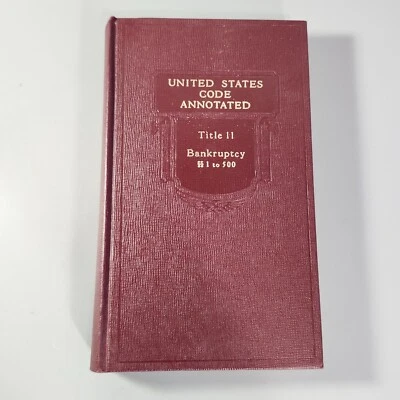 UNITED STATES
CODE
ANNOTATED
Title 11
Bankruptcy
§§ 1 to 500